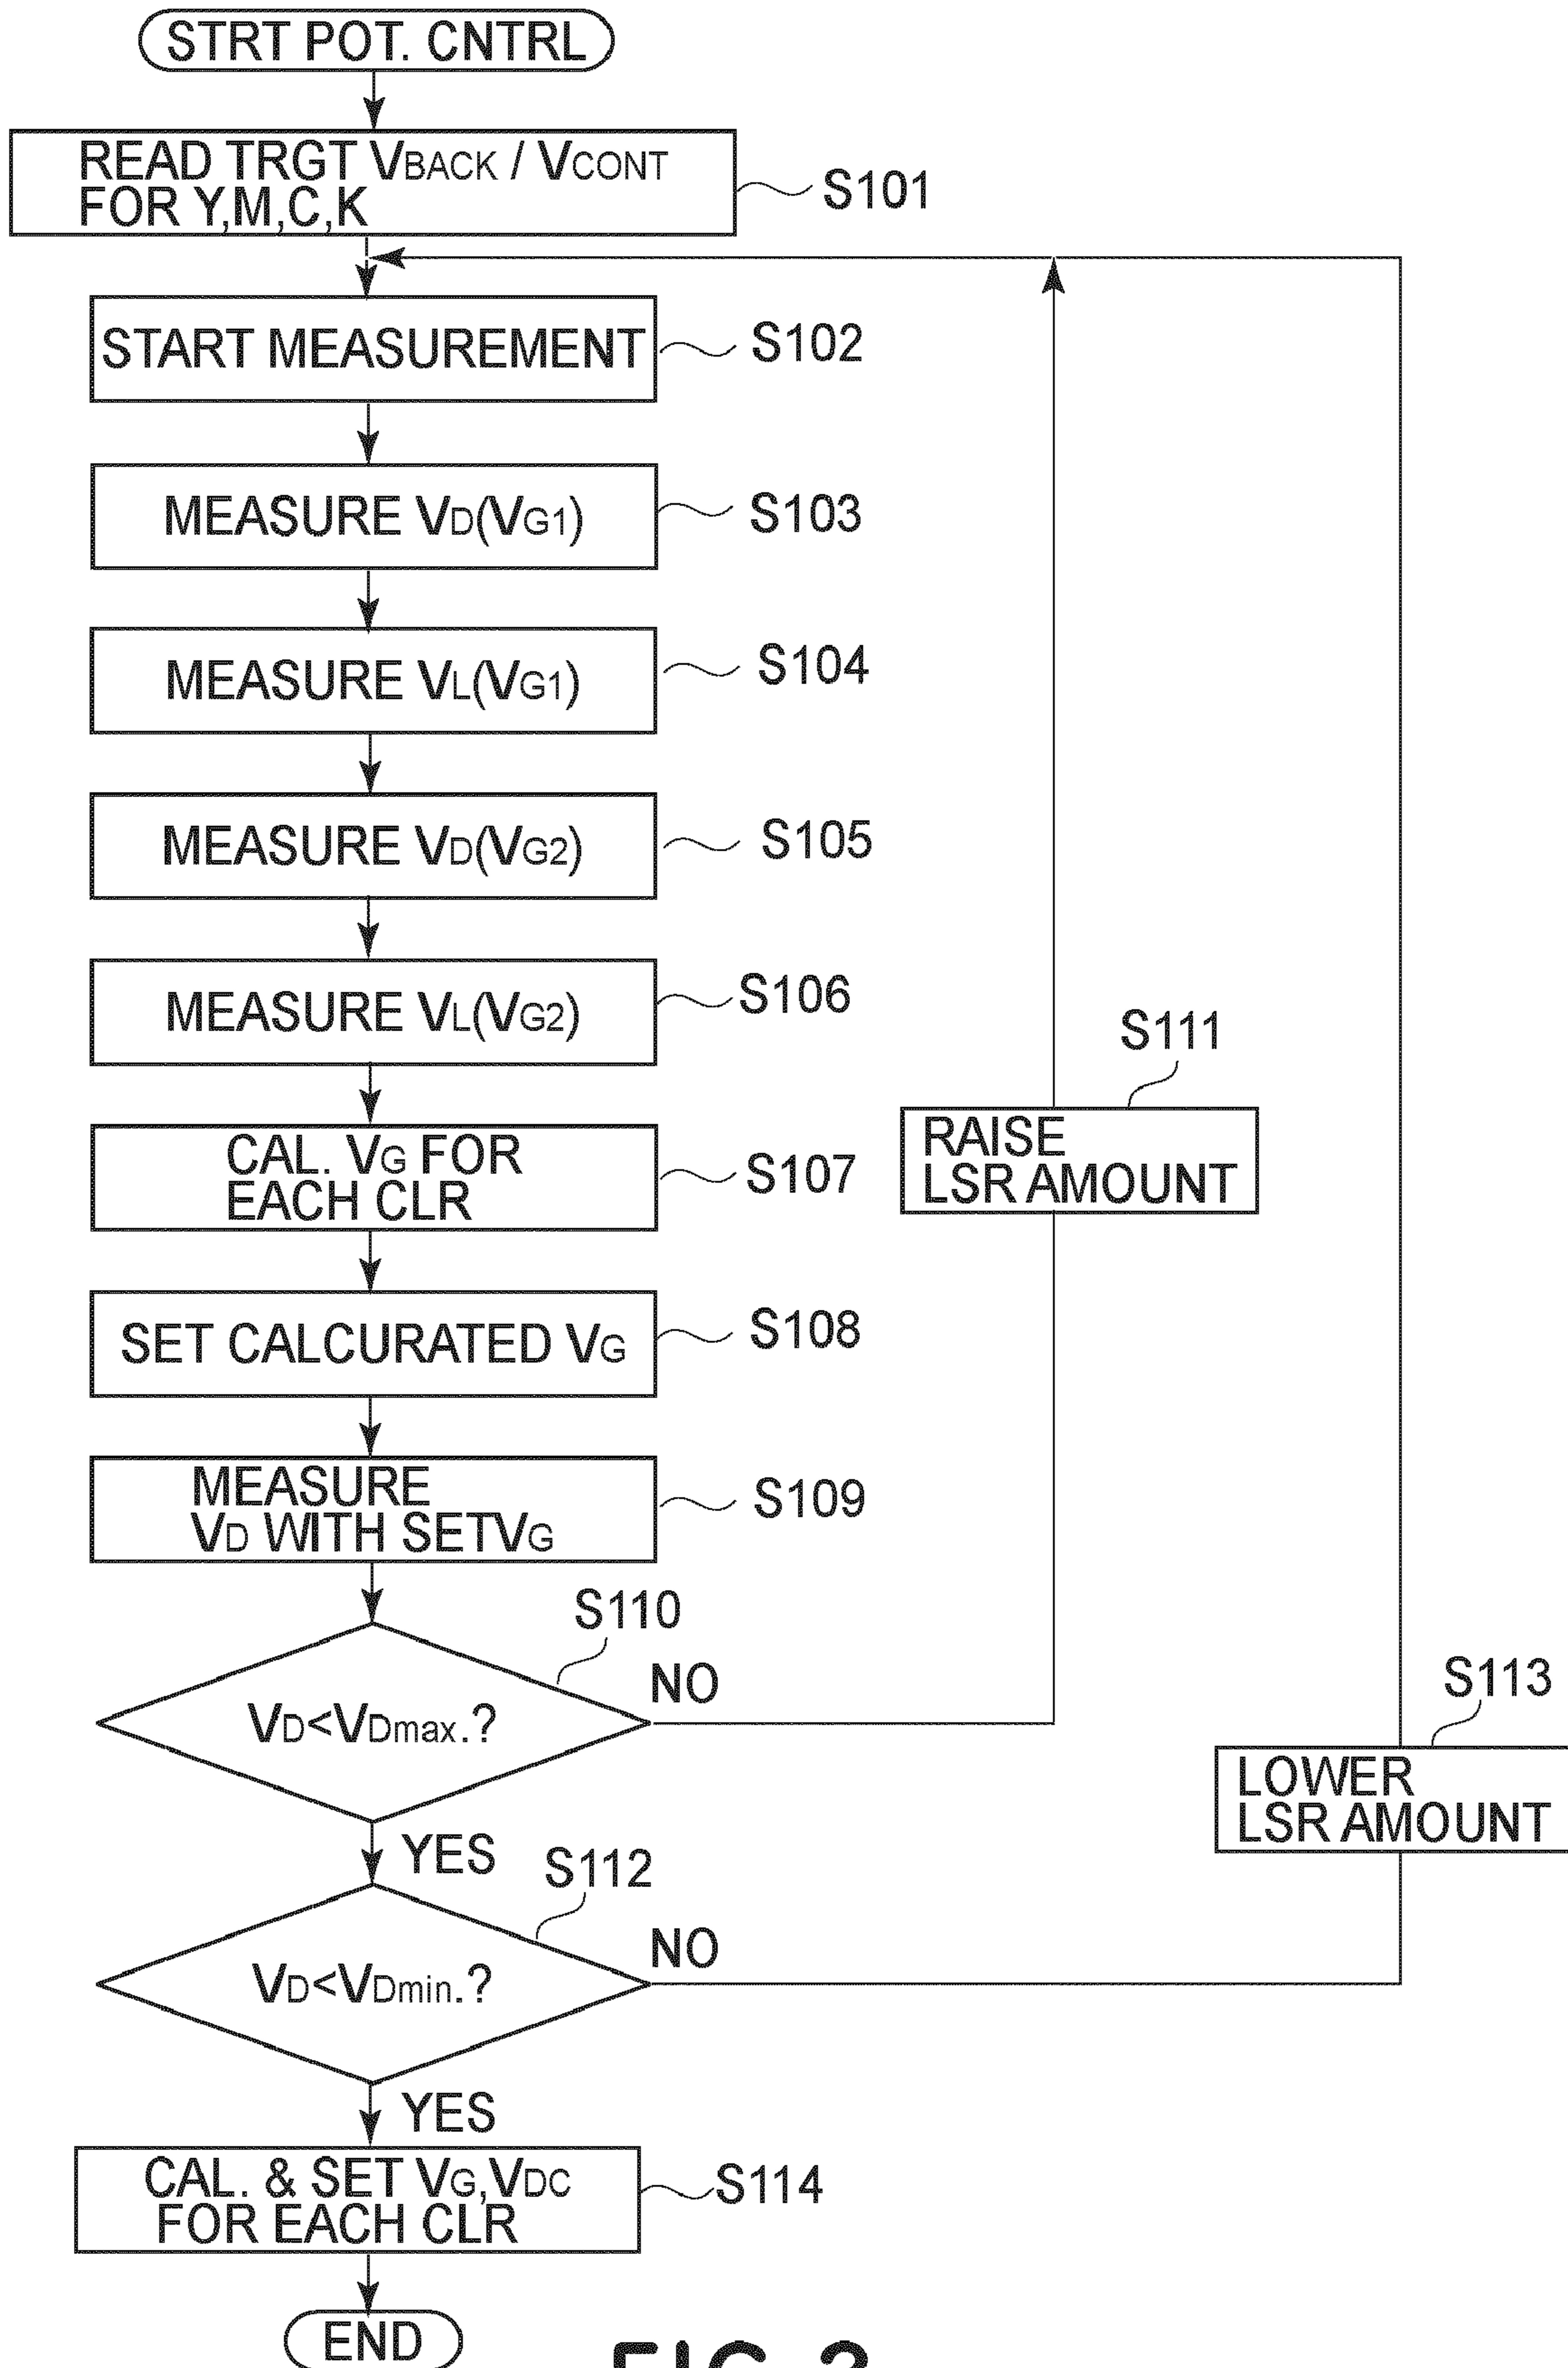 STRT POT. CNTRL
READ TRGT VBACK / VCONT
FOR Y,M,C,K
S101
START MEASUREMENT
S102
MEASURE VD(VG1)
S103
MEASURE VL(VG1)
S104
MEASURE VD(VG2)
S105
MEASURE VL(VG2)
S106
S111
RAISE
LSR AMOUNT
CAL. VG FOR
EACH CLR
S107
SET CALCURATED VG
S108
MEASURE
VD WITH SETVG
S109
S110
VD<VDmax.?
NO
YES
S113
LOWER
LSR AMOUNT
S112
VD<VDmin.?
NO
YES
CAL. & SET VG,VDC
FOR EACH CLR
S114
END